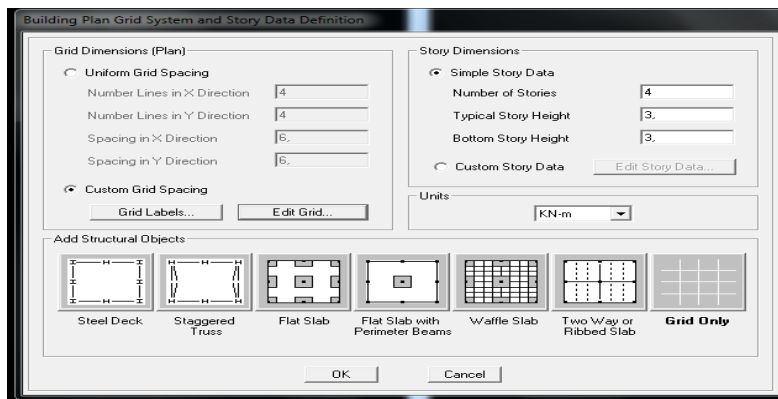 Building Plan Grid System and Story Data Definition
Grid Dimensions (Plan)
Uniform Grid Spacing
Number Lines in X Direction 4
Number Lines in Y Direction 4
Spacing in X Direction 6,
Spacing in Y Direction 6,
Custom Grid Spacing
Grid Labels... Edit Grid...
Story Dimensions
Simple Story Data
Number of Stories 4
Typical Story Height 3,
Bottom Story Height 3,
Custom Story Data Edit Story Data...
Units
KN-m
Add Structural Objects
Steel Deck
Staggered
Truss
Flat Slab
Flat Slab with
Perimeter Beams
Waffle Slab
Two Way or
Ribbed Slab
Grid Only
OK Cancel